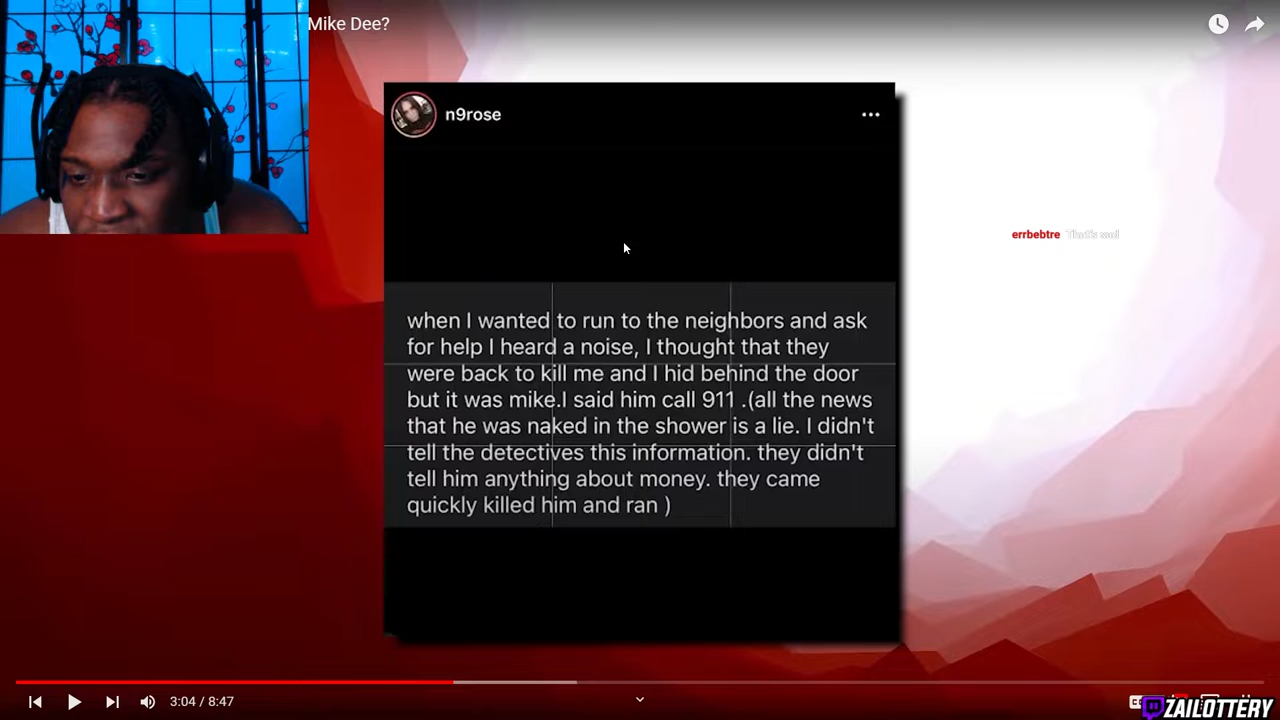 Mike Dee?
n9rose
errbebtre That's sad
when I wanted to run to the neighbors and ask
for help I heard a noise, I thought that they
were back to kill me and I hid behind the door
but it was mike.I said him call 911 .(all the news
that he was naked in the shower is a lie. I didn't
tell the detectives this information. they didn't
tell him anything about money. they came
quickly killed him and ran )
3:04 / 8:47
ZAILOTTERY